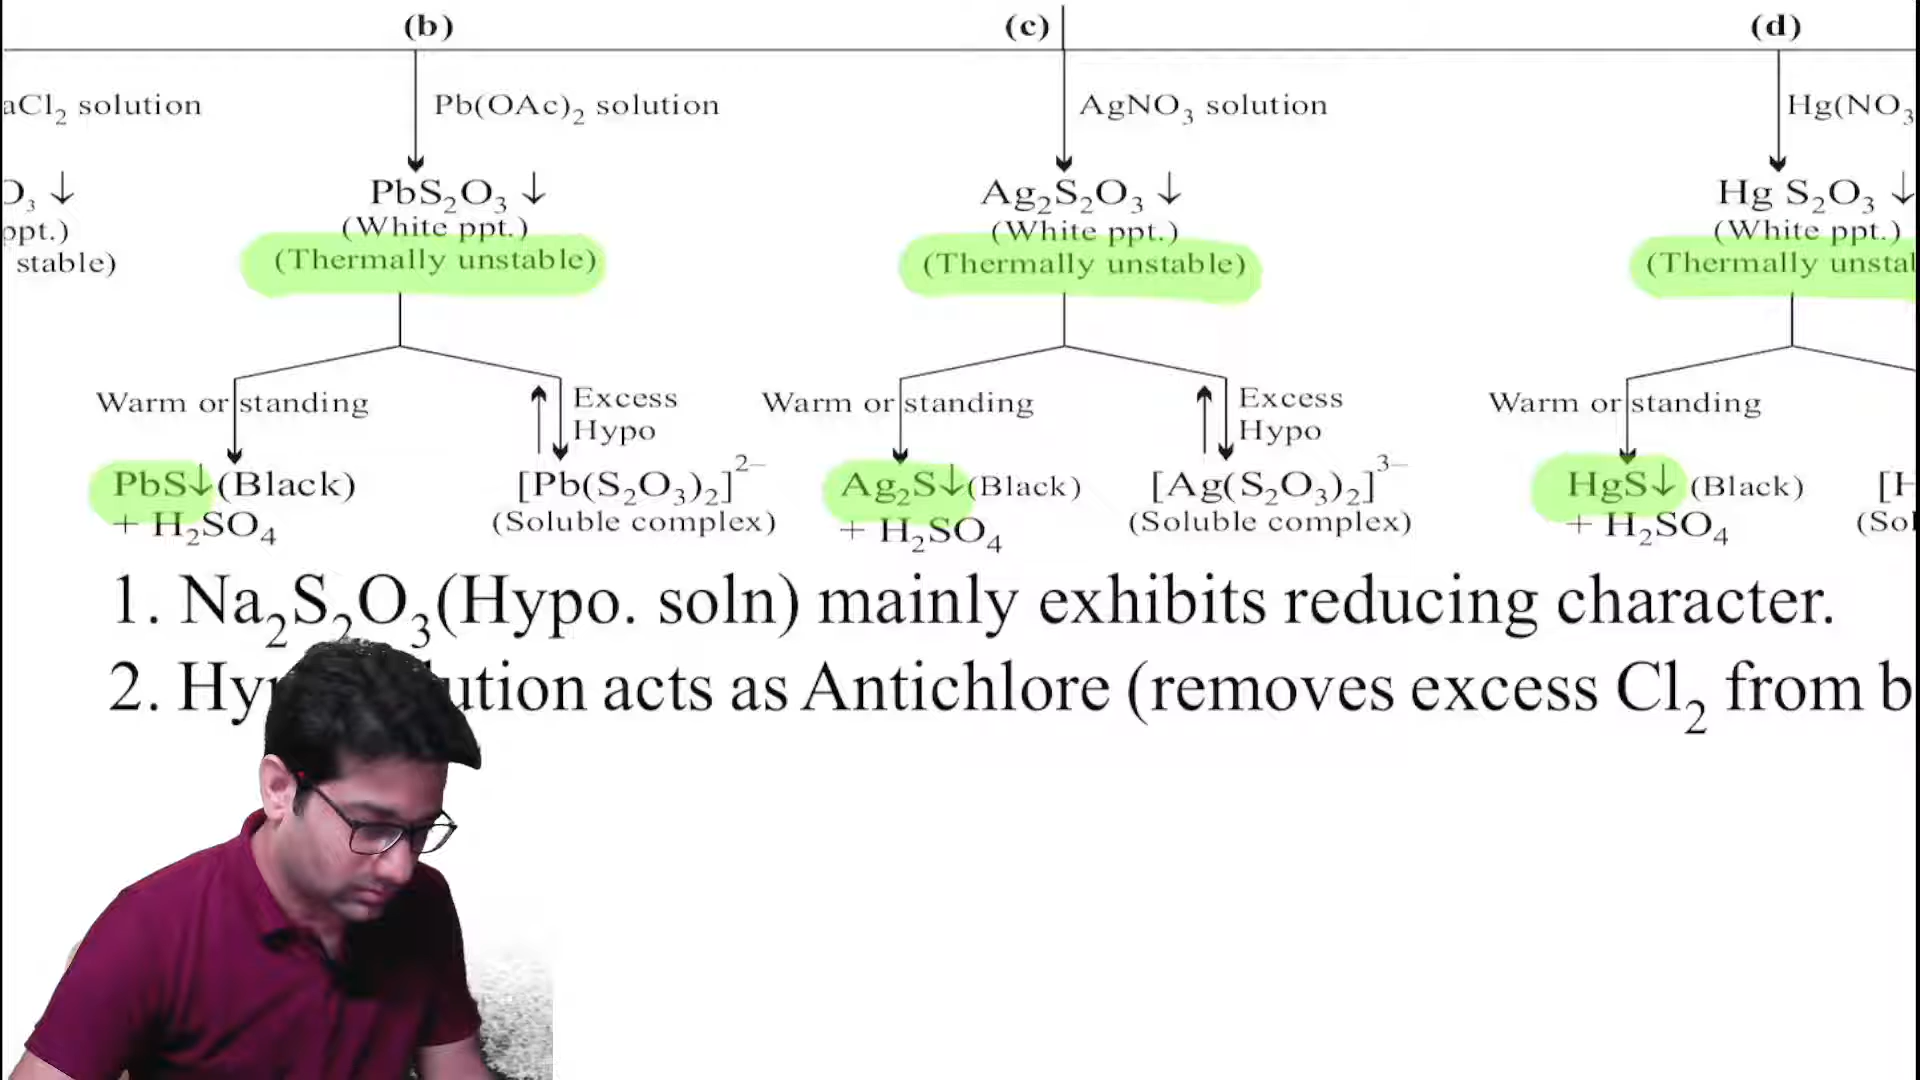 (b) (c) (d)
aCl₂ solution Pb(OAc)₂ solution AgNO₃ solution Hg(NO₃
O₃ ↓ PbS₂O₃ ↓ Ag₂S₂O₃ ↓ Hg S₂O₃ ↓
ppt.) (White ppt.) (White ppt.) (White ppt.)
stable) (Thermally unstable) (Thermally unstable) (Thermally
Warm or standing Excess Hypo Warm or standing Excess Hypo Warm or standing
PbS↓(Black) [Pb(S₂O₃)₂]²⁻ Ag₂S↓(Black) [Ag(S₂O₃)₂]³⁻ HgS↓ (Black)
+ H₂SO₄ (Soluble complex) + H₂SO₄ (Soluble complex) + H₂SO₄
1. Na₂S₂O₃(Hypo. soln) mainly exhibits reducing character.
2. acts as Antichlore (removes excess Cl₂ from